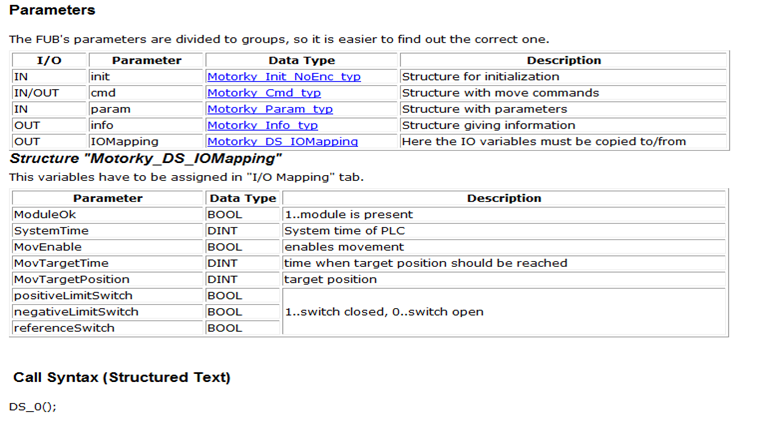 Parameters
The FUB's parameters are divided to groups, so it is easier to find out the correct one.
I/O Parameter Data Type Description
IN init Motorky_Init_NoEnc_typ Structure for initialization
IN/OUT cmd Motorky_Cmd_typ Structure with move commands
IN param Motorky_Param_typ Structure with parameters
OUT info Motorky_Info_typ Structure giving information
OUT IOMapping Motorky_DS_IOMapping Here the IO variables must be copied to/from
Structure "Motorky_DS_IOMapping"
This variables have to be assigned in "I/O Mapping" tab.
Parameter Data Type Description
ModuleOk BOOL 1..module is present
SystemTime DINT System time of PLC
MovEnable BOOL enables movement
MovTargetTime DINT time when target position should be reached
MovTargetPosition DINT target position
positiveLimitSwitch BOOL
negativeLimitSwitch BOOL 1..switch closed, 0..switch open
referenceSwitch BOOL
Call Syntax (Structured Text)
DS_0();